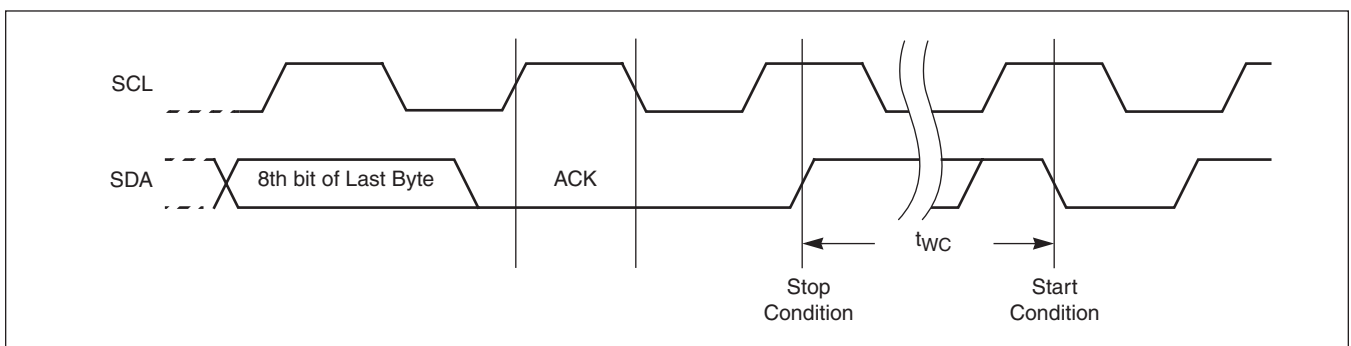 SCL
SDA
8th bit of Last Byte
ACK
tWC
Stop
Condition
Start
Condition